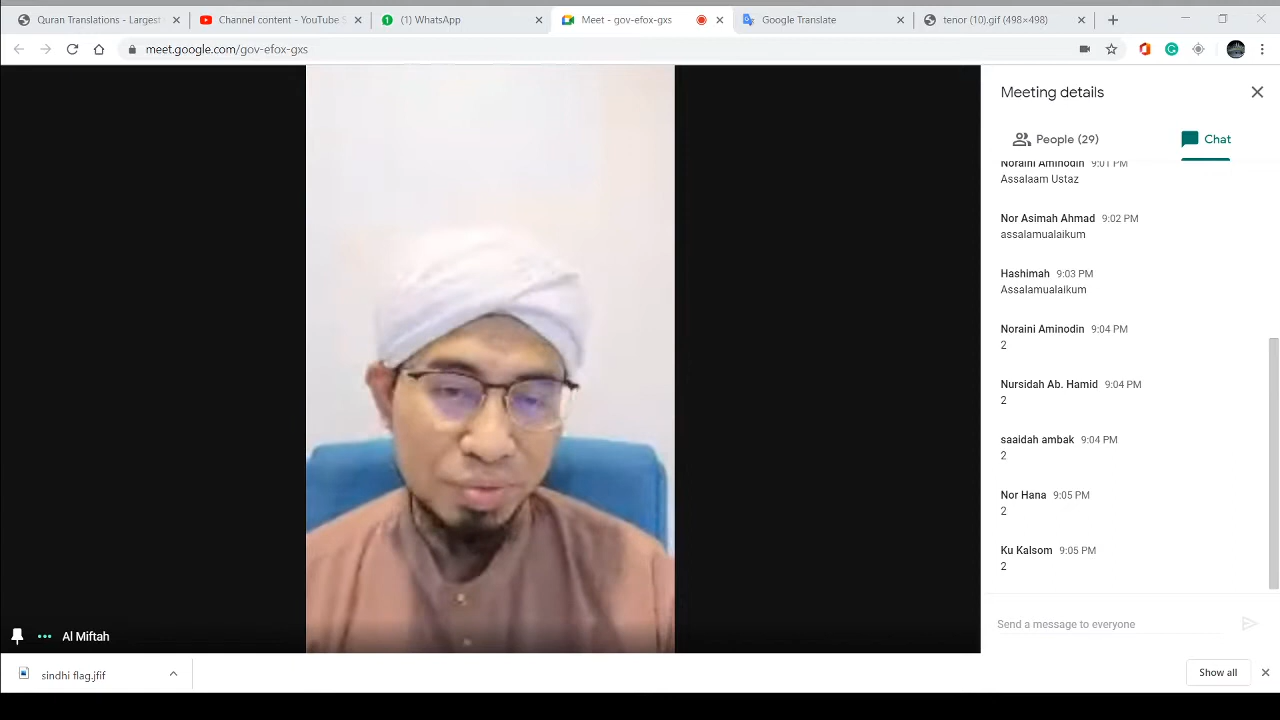 Quran Translations - Largest
Channel content - YouTube S
(1) WhatsApp
Meet - gov-efox-gxs
Google Translate
tenor (10).gif (498×498)
meet.google.com/gov-efox-gxs
Meeting details
People (29)
Chat
Noraini Aminodin 9:01 PM
Assalaam Ustaz
Nor Asimah Ahmad 9:02 PM
assalamualaikum
Hashimah 9:03 PM
Assalamualaikum
Noraini Aminodin 9:04 PM
2
Nursidah Ab. Hamid 9:04 PM
2
saaidah ambak 9:04 PM
2
Nor Hana 9:05 PM
2
Ku Kalsom 9:05 PM
2
Send a message to everyone
Al Miftah
sindhi flag.jfif
Show all